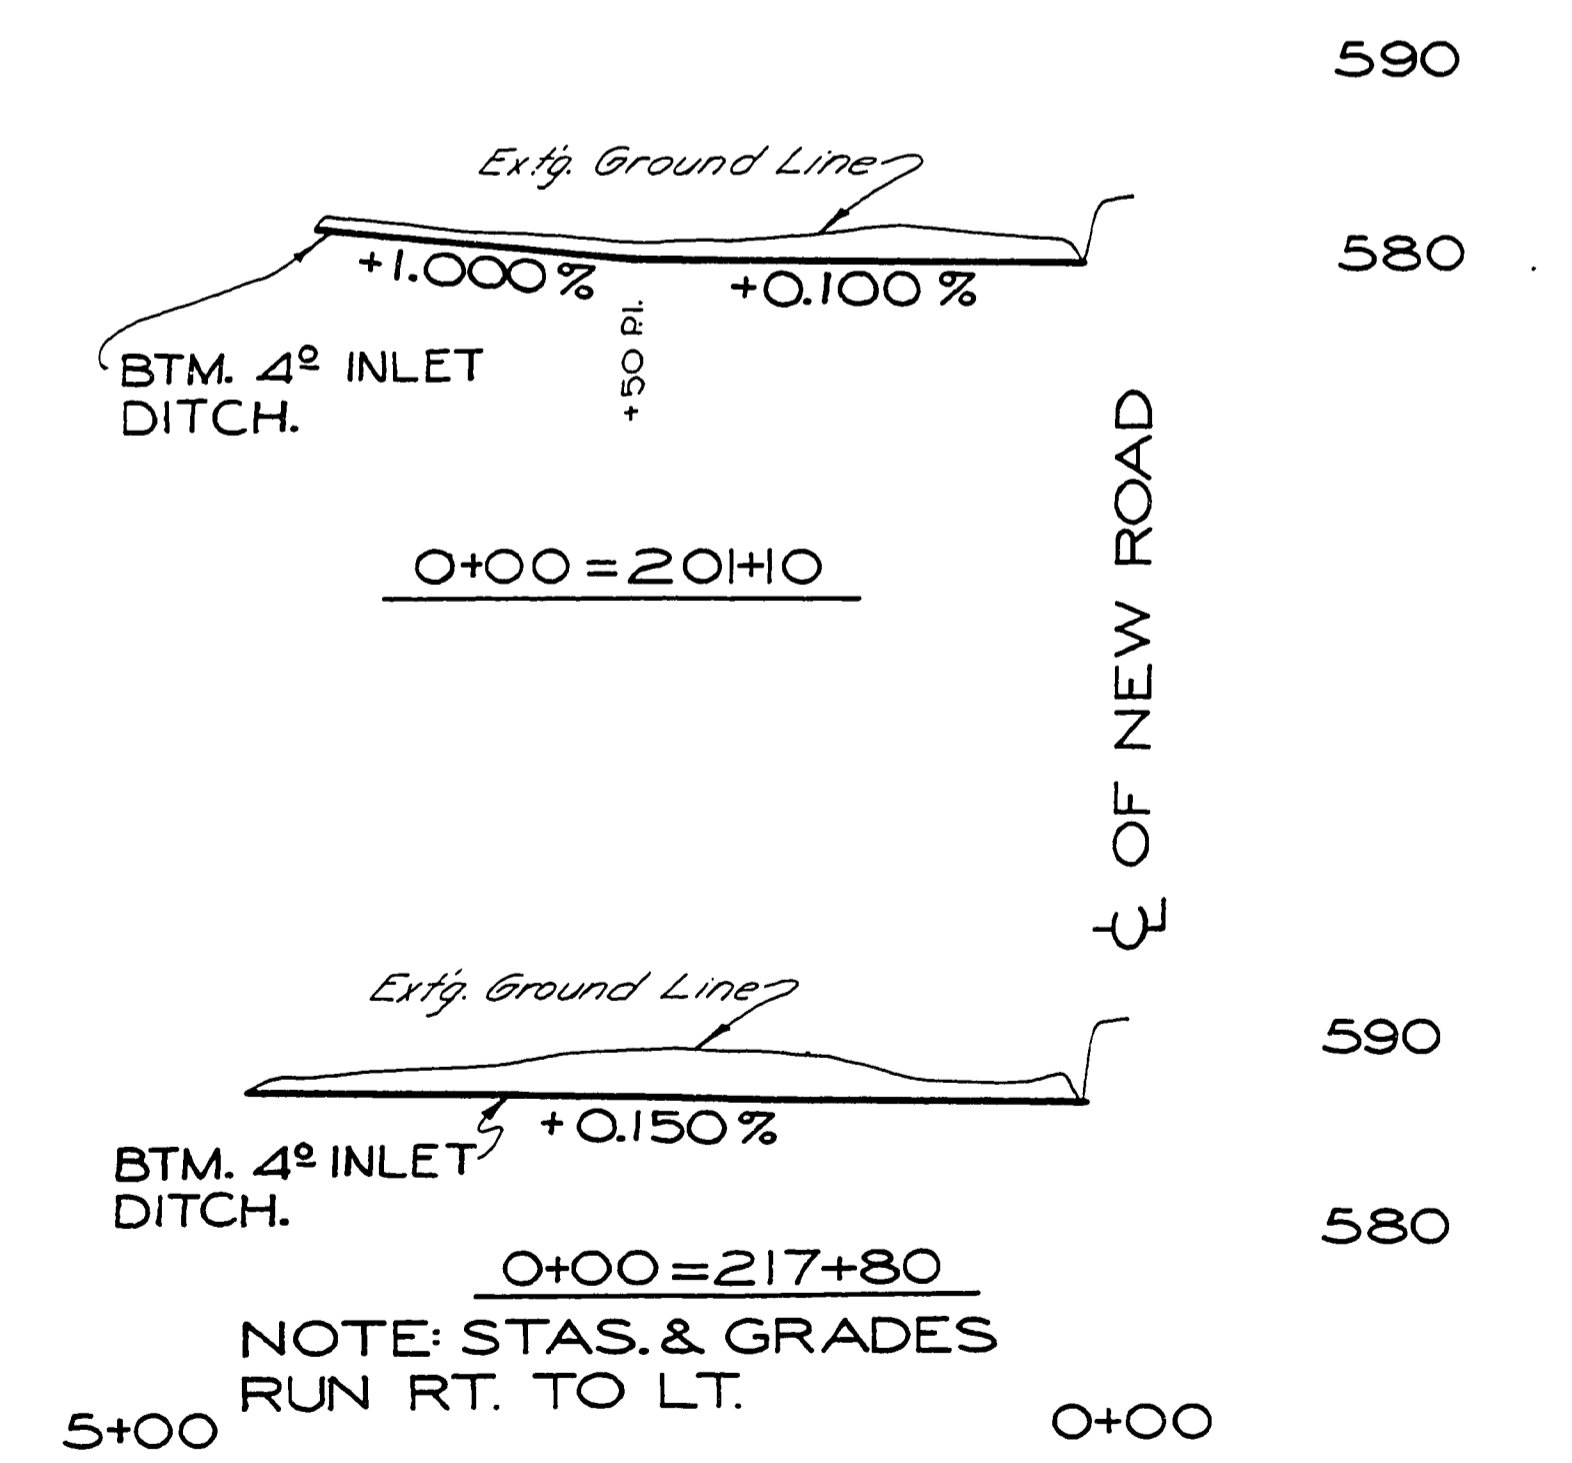 590
Ext'g. Ground Line
580
+1.000%
+0.100%
+50 P.I.
BTM. 4º INLET
DITCH.
0+00 = 201+10
℄ OF NEW ROAD
Ext'g. Ground Line
590
+0.150%
BTM. 4º INLET
DITCH.
580
0+00 = 217+80
NOTE: STAS. & GRADES
RUN RT. TO LT.
5+00
0+00